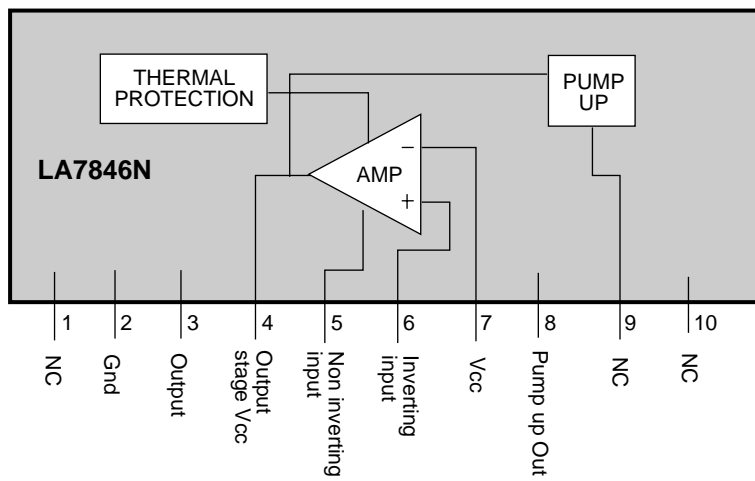 THERMAL
PROTECTION
PUMP
UP
LA7846N
AMP
−
+
1
2
3
4
5
6
7
8
9
10
NC
Gnd
Output
Output
stage Vcc
Non inverting
input
Inverting
input
Vcc
Pump up Out
NC
NC